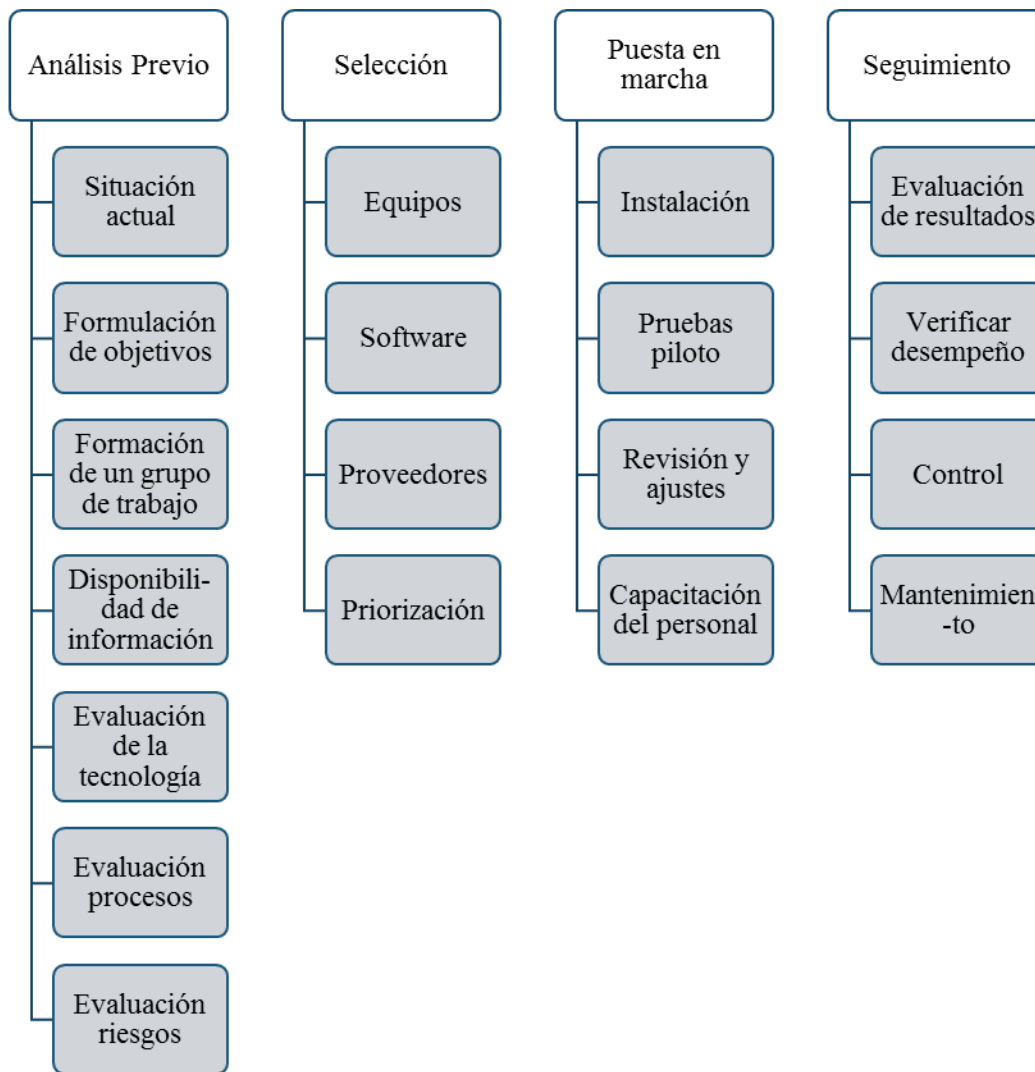 Análisis Previo
Situación
actual
Formulación
de objetivos
Formación
de un grupo
de trabajo
Disponibili-
dad de
información
Evaluación
de la
tecnología
Evaluación
procesos
Evaluación
riesgos
Selección
Equipos
Software
Proveedores
Priorización
Puesta en
marcha
Instalación
Pruebas
piloto
Revisión y
ajustes
Capacitación
del personal
Seguimiento
Evaluación
de resultados
Verificar
desempeño
Control
Mantenimien
-to